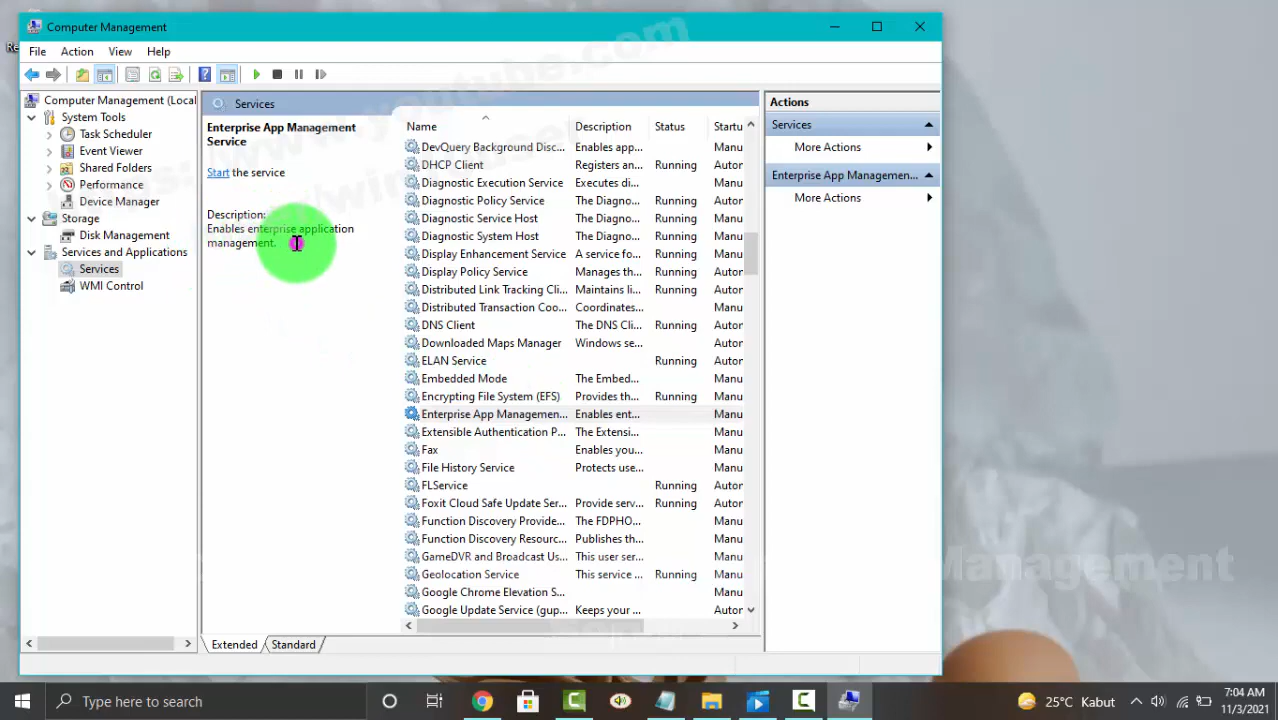 Computer Management
File Action View Help
Computer Management (Local
System Tools
Task Scheduler
Event Viewer
Shared Folders
Performance
Device Manager
Storage
Disk Management
Services and Applications
Services
WMI Control
Services
Enterprise App Management
Service
Start the service
Description:
Enables enterprise application
management.
Name Description Status Startu
DevQuery Background Disc... Enables app... Manu
DHCP Client Registers an... Running Autor
Diagnostic Execution Service Executes di... Manu
Diagnostic Policy Service The Diagno... Running Autor
Diagnostic Service Host The Diagno... Running Manu
Diagnostic System Host The Diagno... Running Manu
Display Enhancement Service A service fo... Running Manu
Display Policy Service Manages th... Running Autor
Distributed Link Tracking Cli... Maintains li... Running Autor
Distributed Transaction Coo... Coordinates... Manu
DNS Client The DNS Cli... Running Autor
Downloaded Maps Manager Windows se... Autor
ELAN Service Running Autor
Embedded Mode The Embed... Manu
Encrypting File System (EFS) Provides th... Running Manu
Enterprise App Managemen... Enables ent... Manu
Extensible Authentication P... The Extensi... Manu
Fax Enables you... Manu
File History Service Protects use... Manu
FLService Running Autor
Foxit Cloud Safe Update Ser... Provide serv... Running Autor
Function Discovery Provide... The FDPHO... Manu
Function Discovery Resourc... Publishes th... Manu
GameDVR and Broadcast Us... This user ser... Manu
Geolocation Service This service ... Running Manu
Google Chrome Elevation S... Manu
Google Update Service (gup... Keeps your ... Autor
Extended Standard
Actions
Services
More Actions
Enterprise App Managemen...
More Actions
Management
Type here to search
25°C Kabut
7:04 AM
11/3/2021